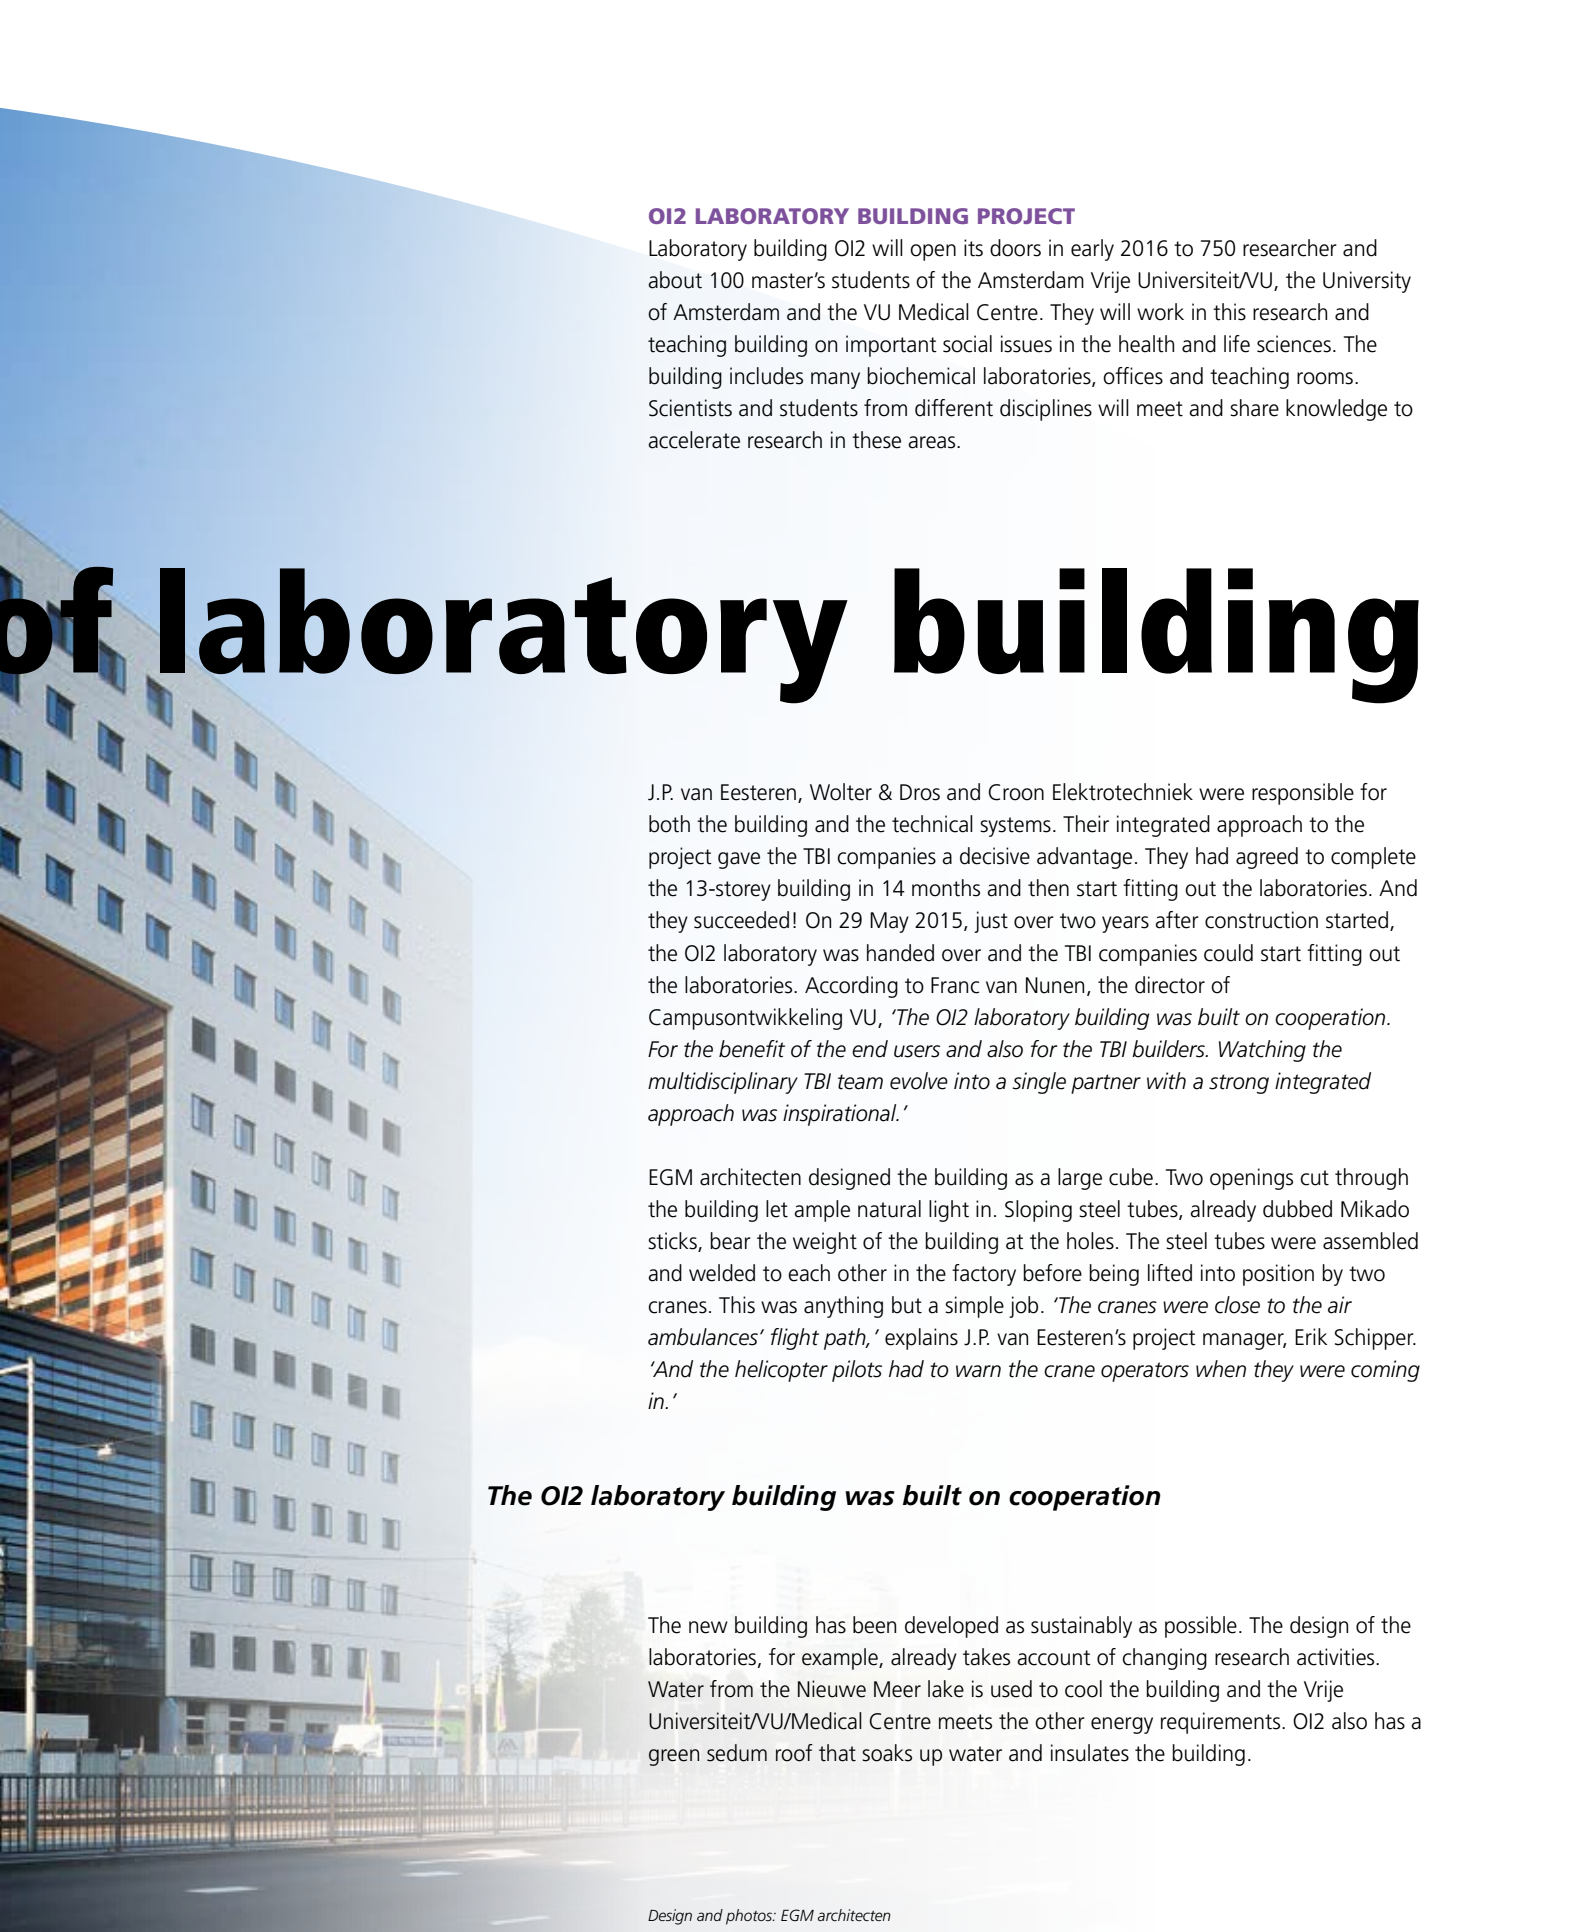 OI2 LABORATORY BUILDING PROJECT
Laboratory building OI2 will open its doors in early 2016 to 750 researcher and
about 100 master's students of the Amsterdam Vrije Universiteit/VU, the University
of Amsterdam and the VU Medical Centre. They will work in this research and
teaching building on important social issues in the health and life sciences. The
building includes many biochemical laboratories, offices and teaching rooms.
Scientists and students from different disciplines will meet and share knowledge to
accelerate research in these areas.
of laboratory building
J.P. van Eesteren, Wolter & Dros and Croon Elektrotechniek were responsible for
both the building and the technical systems. Their integrated approach to the
project gave the TBI companies a decisive advantage. They had agreed to complete
the 13-storey building in 14 months and then start fitting out the laboratories. And
they succeeded! On 29 May 2015, just over two years after construction started,
the OI2 laboratory was handed over and the TBI companies could start fitting out
the laboratories. According to Franc van Nunen, the director of
Campusontwikkeling VU, ‘The OI2 laboratory building was built on cooperation.
For the benefit of the end users and also for the TBI builders. Watching the
multidisciplinary TBI team evolve into a single partner with a strong integrated
approach was inspirational.’
EGM architecten designed the building as a large cube. Two openings cut through
the building let ample natural light in. Sloping steel tubes, already dubbed Mikado
sticks, bear the weight of the building at the holes. The steel tubes were assembled
and welded to each other in the factory before being lifted into position by two
cranes. This was anything but a simple job. ‘The cranes were close to the air
ambulances’ flight path,’ explains J.P. van Eesteren’s project manager, Erik Schipper.
‘And the helicopter pilots had to warn the crane operators when they were coming
in.’
The OI2 laboratory building was built on cooperation
The new building has been developed as sustainably as possible. The design of the
laboratories, for example, already takes account of changing research activities.
Water from the Nieuwe Meer lake is used to cool the building and the Vrije
Universiteit/VU/Medical Centre meets the other energy requirements. OI2 also has a
green sedum roof that soaks up water and insulates the building.
Design and photos: EGM architecten